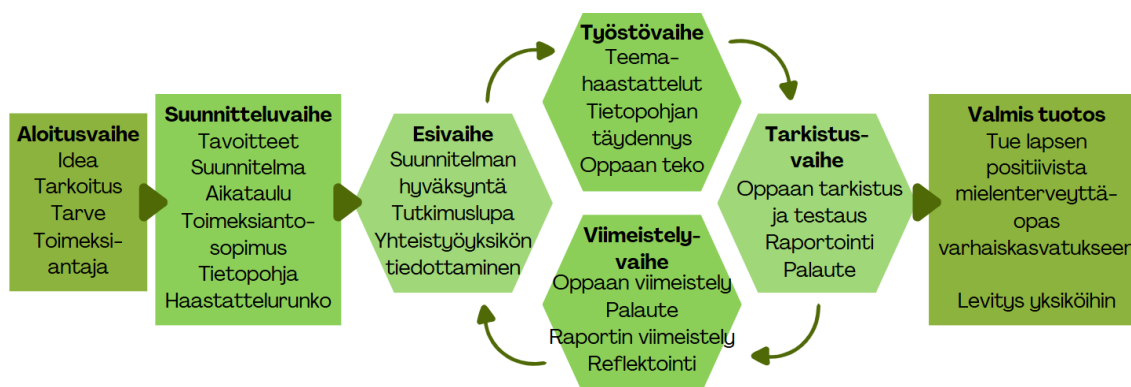 Aloitusvaihe
Idea
Tarkoitus
Tarve
Toimeksi-
antaja
Suunnitteluvaihe
Tavoitteet
Suunnitelma
Aikataulu
Toimeksianto-
sopimus
Tietopohja
Haastattelurunko
Esivaihe
Suunnitelman
hyväksyntä
Tutkimuslupa
Yhteistyöyksikön
tiedottaminen
Työstövaihe
Teema-
haastattelut
Tietopohjan
täydennys
Oppaan teko
Tarkistus-
vaihe
Oppaan tarkistus
ja testaus
Raportointi
Palaute
Viimeistely-
vaihe
Oppaan viimeistely
Palaute
Raportin viimeistely
Reflektointi
Valmis tuotos
Tue lapsen
positiivista
mielenterveyttä-
opas
varhaiskasvatukseen
Levitys yksiköihin